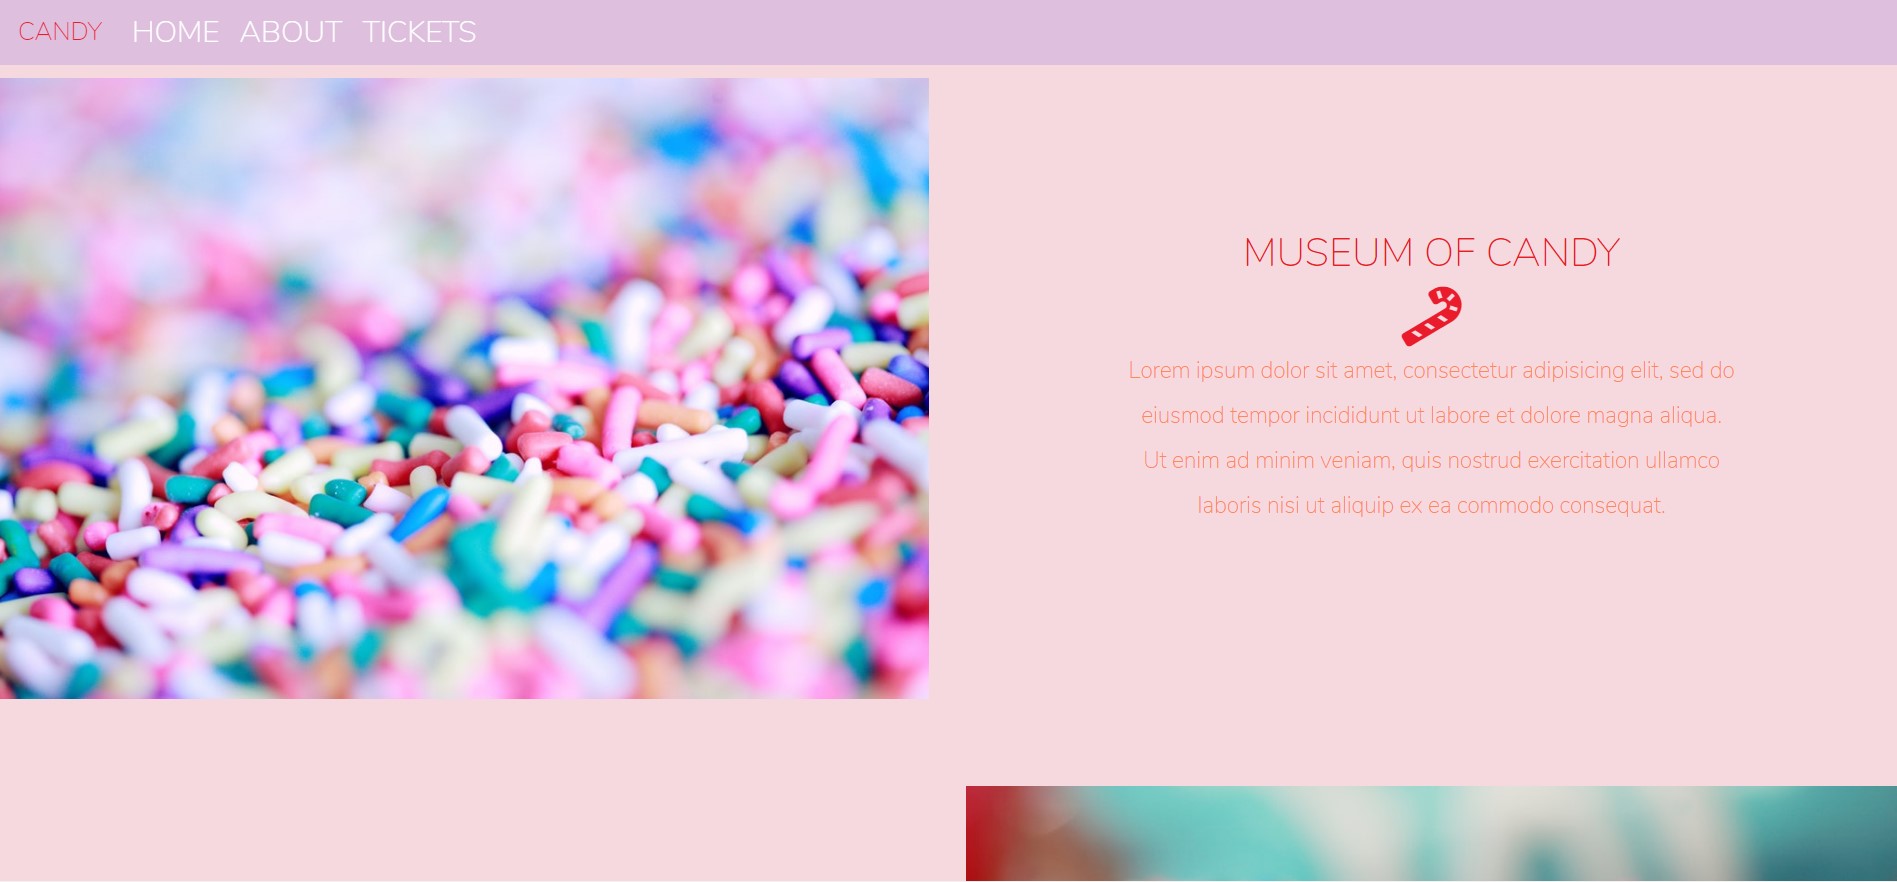 CANDY HOME ABOUT TICKETS
MUSEUM OF CANDY
Lorem ipsum dolor sit amet, consectetur adipisicing elit, sed do
eiusmod tempor incididunt ut labore et dolore magna aliqua.
Ut enim ad minim veniam, quis nostrud exercitation ullamco
laboris nisi ut aliquip ex ea commodo consequat.